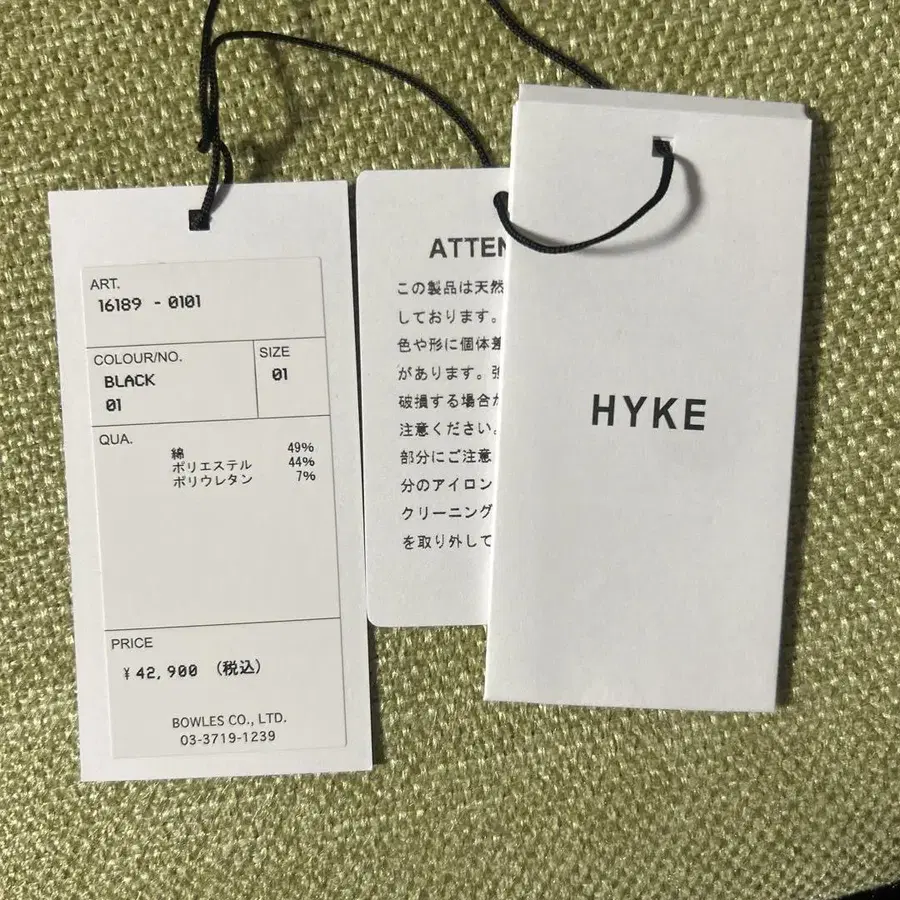 ART.
16189 - 0101
COLOUR/NO.
BLACK
01
SIZE
01
QUA.
綿 49%
ポリエステル 44%
ポリウレタン 7%
PRICE
¥42,900 (税込)
BOWLES CO., LTD.
03-3719-1239
ATTEN
この製品は天然
しております。
色や形に個体差
があります。強
破損する場合が
注意ください。
部分にご注意
分のアイロン
クリーニング
を取り外して
HYKE